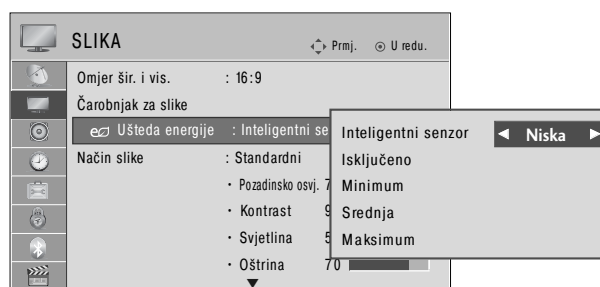 SLIKA
Prmj. U redu.
Omjer šir. i vis. : 16:9
Čarobnjak za slike
Ušteda energije : Inteligentni se
Način slike : Standardni
• Pozadinsko osvj. 7
• Kontrast 9
• Svjetlina 5
• Oštrina 70
Inteligentni senzor ◄ Niska ►
Isključeno
Minimum
Srednja
Maksimum